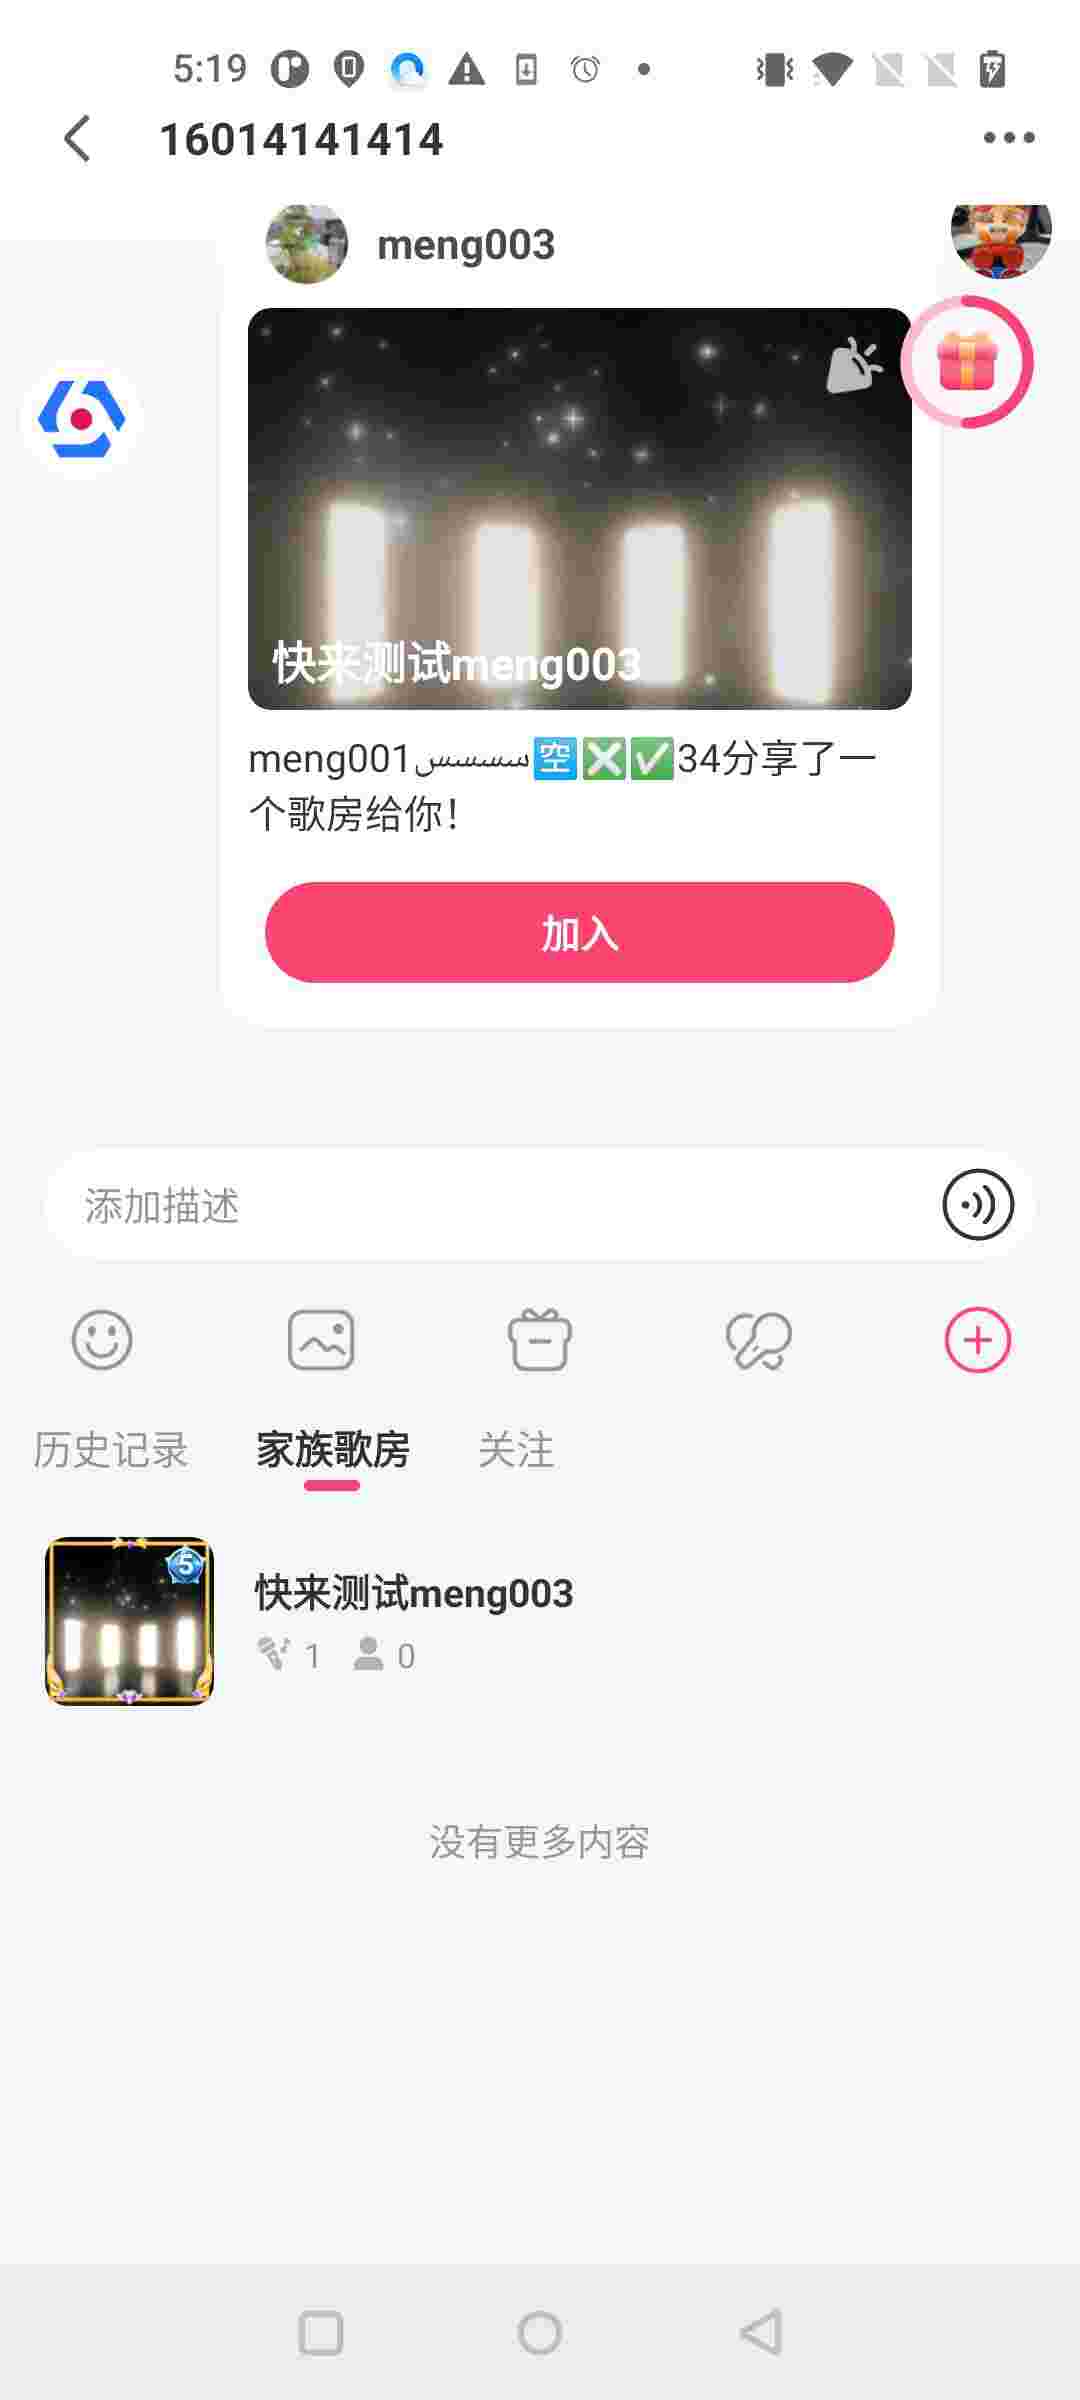 5:19
16014141414
meng003
快来测试meng003
meng001سسسس🈳❎✅34分享了一
个歌房给你！
加入
添加描述
历史记录 家族歌房 关注
5
快来测试meng003
1 0
没有更多内容